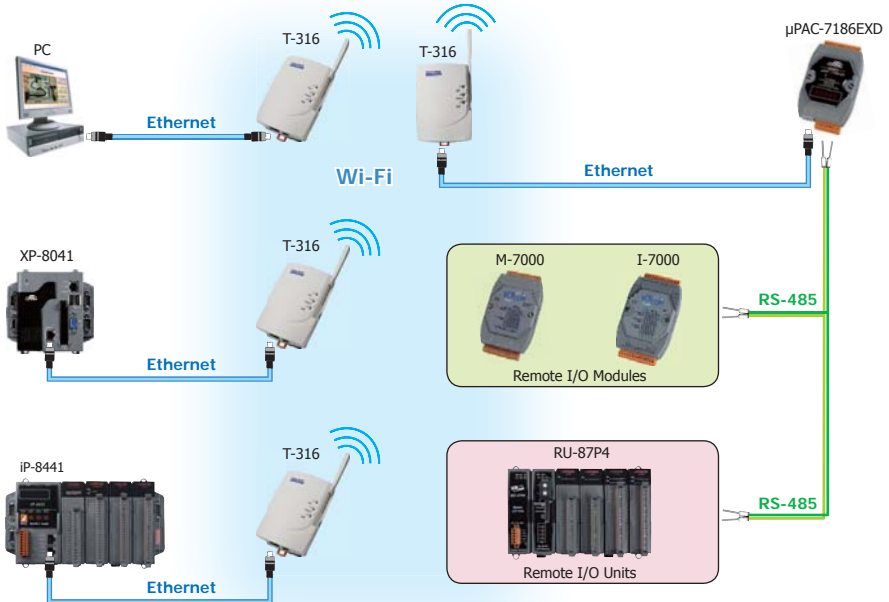 PC
T-316
T-316
µPAC-7186EXD
Ethernet
Ethernet
Wi-Fi
XP-8041
T-316
M-7000
I-7000
RS-485
Ethernet
Remote I/O Modules
iP-8441
T-316
RU-87P4
RS-485
Ethernet
Remote I/O Units